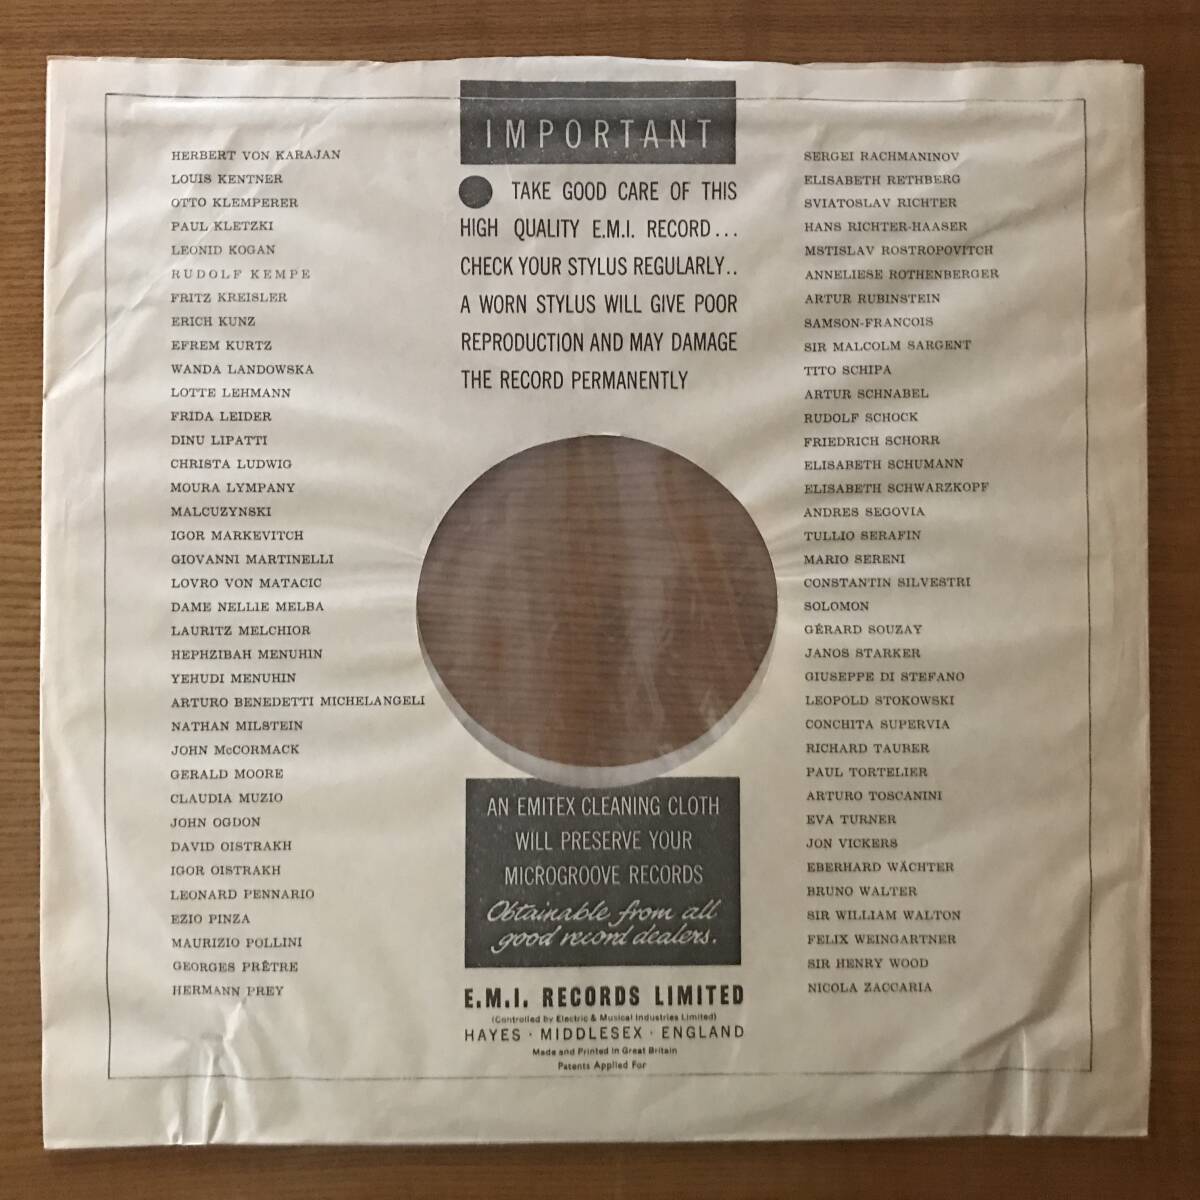 HERBERT VON KARAJAN
LOUIS KENTNER
OTTO KLEMPERER
PAUL KLETZKI
LEONID KOGAN
RUDOLF KEMPE
FRITZ KREISLER
ERICH KUNZ
EFREM KURTZ
WANDA LANDOWSKA
LOTTE LEHMANN
FRIDA LEIDER
DINU LIPATTI
CHRISTA LUDWIG
MOURA LYMPANY
MALCUZYNSKI
IGOR MARKEVITCH
GIOVANNI MARTINELLI
LOVRO VON MATACIC
DAME NELLIE MELBA
LAURITZ MELCHIOR
HEPHZIBAH MENUHIN
YEHUDI MENUHIN
ARTURO BENEDETTI MICHELANGELI
NATHAN MILSTEIN
JOHN McCORMACK
GERALD MOORE
CLAUDIA MUZIO
JOHN OGDON
DAVID OISTRAKH
IGOR OISTRAKH
LEONARD PENNARIO
EZIO PINZA
MAURIZIO POLLINI
GEORGES PRÊTRE
HERMANN PREY
IMPORTANT
TAKE GOOD CARE OF THIS
HIGH QUALITY E.M.I. RECORD...
CHECK YOUR STYLUS REGULARLY..
A WORN STYLUS WILL GIVE POOR
REPRODUCTION AND MAY DAMAGE
THE RECORD PERMANENTLY
AN EMITEX CLEANING CLOTH
WILL PRESERVE YOUR
MICROGROOVE RECORDS
Obtainable from all
good record dealers.
E.M.I. RECORDS LIMITED
(Controlled by Electric & Musical Industries Limited)
HAYES · MIDDLESEX · ENGLAND
Made and Printed in Great Britain
Patents Applied For
SERGEI RACHMANINOV
ELISABETH RETHBERG
SVIATOSLAV RICHTER
HANS RICHTER-HAASER
MSTISLAV ROSTROPOVITCH
ANNELIESE ROTHENBERGER
ARTUR RUBINSTEIN
SAMSON-FRANCOIS
SIR MALCOLM SARGENT
TITO SCHIPA
ARTUR SCHNABEL
RUDOLF SCHOCK
FRIEDRICH SCHORR
ELISABETH SCHUMANN
ELISABETH SCHWARZKOPF
ANDRES SEGOVIA
TULLIO SERAFIN
MARIO SERENI
CONSTANTIN SILVESTRI
SOLOMON
GÉRARD SOUZAY
JANOS STARKER
GIUSEPPE DI STEFANO
LEOPOLD STOKOWSKI
CONCHITA SUPERVIA
RICHARD TAUBER
PAUL TORTELIER
ARTURO TOSCANINI
EVA TURNER
JON VICKERS
EBERHARD WÄCHTER
BRUNO WALTER
SIR WILLIAM WALTON
FELIX WEINGARTNER
SIR HENRY WOOD
NICOLA ZACCARIA